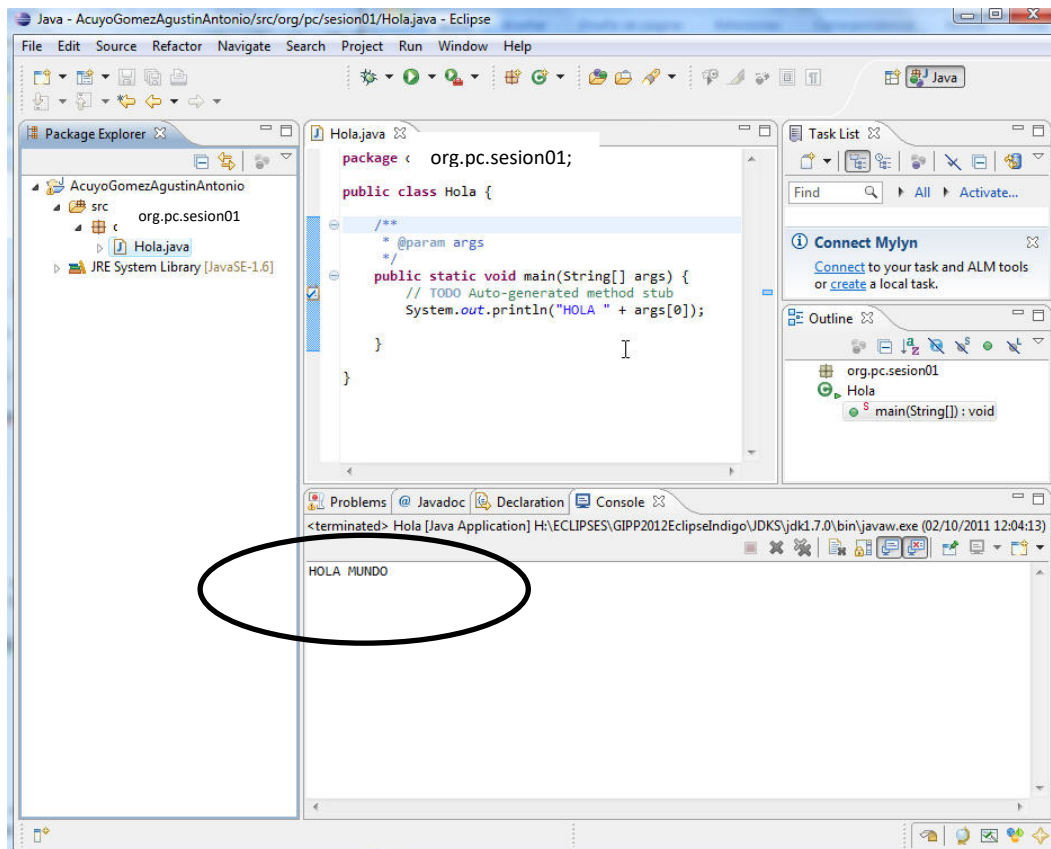 Java - AcuyoGomezAgustinAntonio/src/org/pc/sesion01/Hola.java - Eclipse
File Edit Source Refactor Navigate Search Project Run Window Help
Java
Package Explorer
AcuyoGomezAgustinAntonio
src
org.pc.sesion01
Hola.java
JRE System Library [JavaSE-1.6]
Hola.java
package org.pc.sesion01;
public class Hola {
/**
* @param args
*/
public static void main(String[] args) {
// TODO Auto-generated method stub
System.out.println("HOLA " + args[0]);
}
}
Task List
Find All Activate...
Connect Mylyn
Connect to your task and ALM tools
or create a local task.
Outline
org.pc.sesion01
Hola
main(String[]) : void
Problems @ Javadoc Declaration Console
<terminated> Hola [Java Application] H:\ECLIPSES\GIPP2012EclipseIndigo\JDKS\jdk1.7.0\bin\javaw.exe (02/10/2011 12:04:13)
HOLA MUNDO